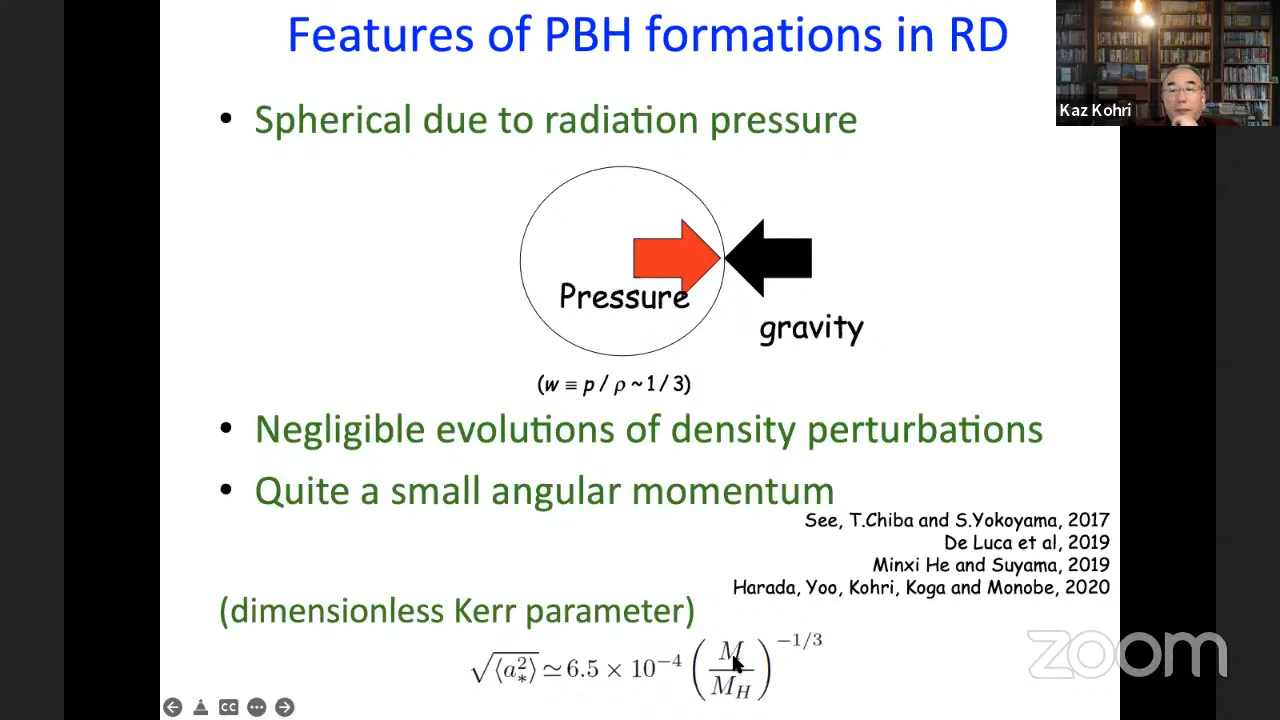 Features of PBH formations in RD
Kaz Kohri
• Spherical due to radiation pressure
Pressure
gravity
(w ≡ p / ρ ~ 1 / 3)
• Negligible evolutions of density perturbations
• Quite a small angular momentum
See, T.Chiba and S.Yokoyama, 2017
De Luca et al, 2019
Minxi He and Suyama, 2019
Harada, Yoo, Kohri, Koga and Monobe, 2020
(dimensionless Kerr parameter)
√⟨a∗²⟩ ≃ 6.5 × 10⁻⁴ (M / M_H)^−1/3
zoom
CC